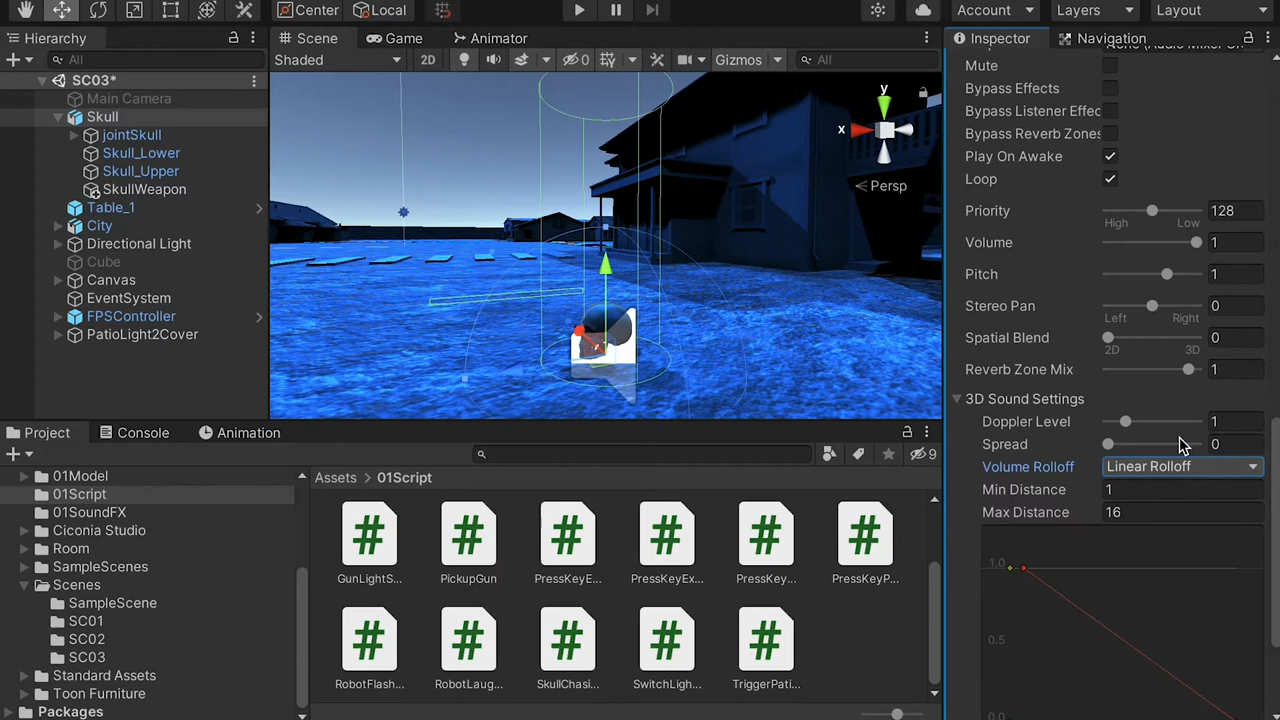 Center
Local
Account
Layers
Layout
Hierarchy
Scene
Game
Animator
Inspector
Navigation
All
Shaded
2D
0
Gizmos
All
SC03*
Main Camera
Skull
jointSkull
Skull_Lower
Skull_Upper
SkullWeapon
Table_1
City
Directional Light
Cube
Canvas
EventSystem
FPSController
PatioLight2Cover
y
x
Persp
Mute
Bypass Effects
Bypass Listener Effec
Bypass Reverb Zones
Play On Awake
Loop
Priority 128
High Low
Volume 1
Pitch 1
Stereo Pan 0
Left Right
Spatial Blend 0
2D 3D
Reverb Zone Mix 1
3D Sound Settings
Doppler Level 1
Spread 0
Volume Rolloff Linear Rolloff
Min Distance 1
Max Distance 16
1.0
0.5
Project
Console
Animation
9
01Model
01Script
01SoundFX
Ciconia Studio
Room
SampleScenes
Scenes
SampleScene
SC01
SC02
SC03
Standard Assets
Toon Furniture
Packages
Assets 01Script
# # # # # #
GunLightS... PickupGun PressKeyE... PressKeyEx... PressKey... PressKeyP...
# # # # #
RobotFlash... RobotLaug... SkullChasi... SwitchLigh... TriggerPati...